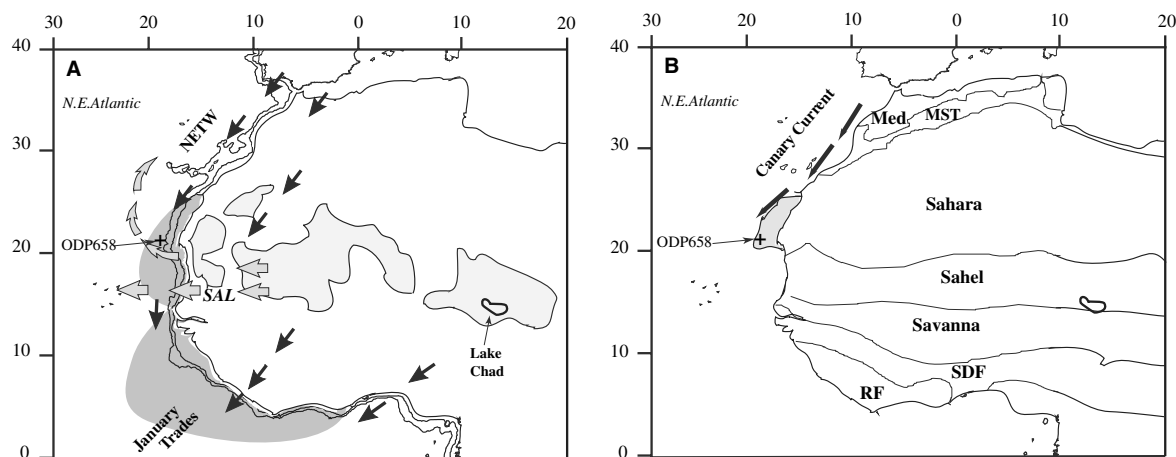 30 20 10 0 10 20
40
A
N.E.Atlantic
NETW
30
ODP658
20
SAL
10
Lake
Chad
January
Trades
0
30 20 10 0 10 20
40
B
N.E.Atlantic
Canary Current
Med.
MST
30
Sahara
ODP658
20
Sahel
Savanna
10
SDF
RF
0